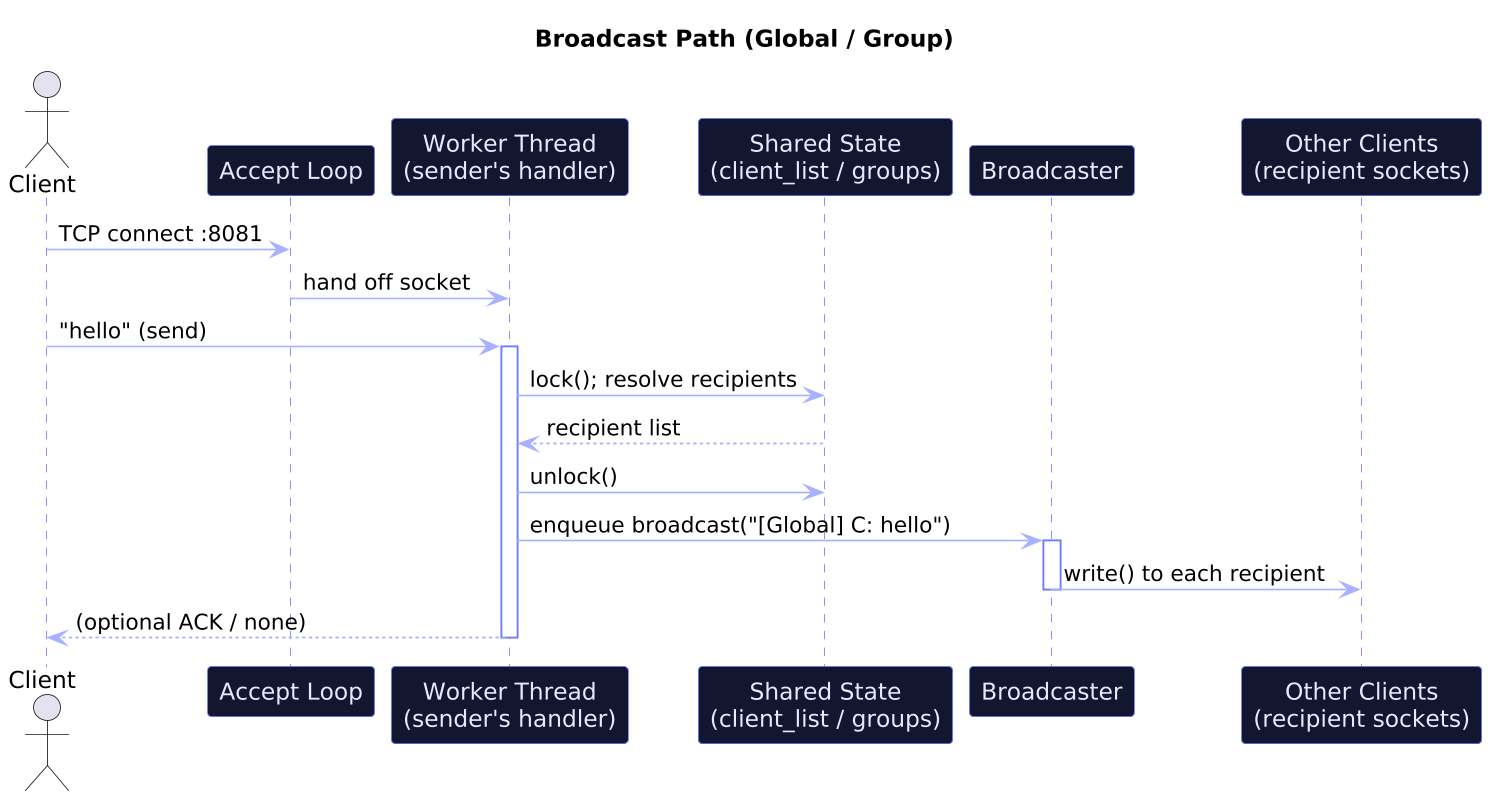 Broadcast Path (Global / Group)
Client
Accept Loop
Worker Thread
(sender's handler)
Shared State
(client_list / groups)
Broadcaster
Other Clients
(recipient sockets)
TCP connect :8081
hand off socket
"hello" (send)
lock(); resolve recipients
recipient list
unlock()
enqueue broadcast("[Global] C: hello")
write() to each recipient
(optional ACK / none)
Client
Accept Loop
Worker Thread
(sender's handler)
Shared State
(client_list / groups)
Broadcaster
Other Clients
(recipient sockets)